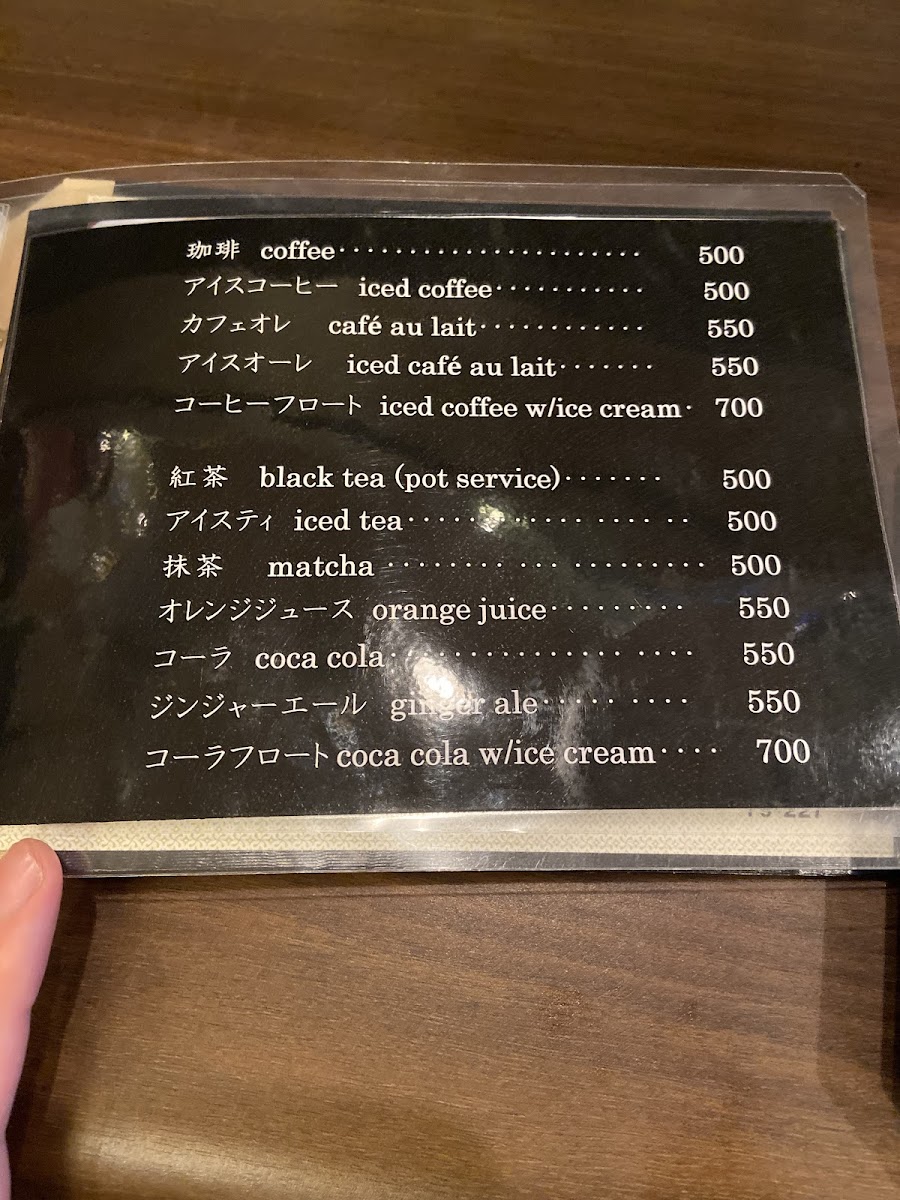 珈琲 coffee······················ 500
アイスコーヒー iced coffee··········· 500
カフェオレ café au lait············ 550
アイスオーレ iced café au lait······· 550
コーヒーフロート iced coffee w/ice cream· 700
紅茶 black tea (pot service)······· 500
アイスティ iced tea············· ···· ·· 500
抹茶 matcha ········· ··· ········· 500
オレンジジュース orange juice·········· 550
コーラ coca cola················· ···· 550
ジンジャーエール ginger ale······ ···· 550
コーラフロート coca cola w/ice cream···· 700